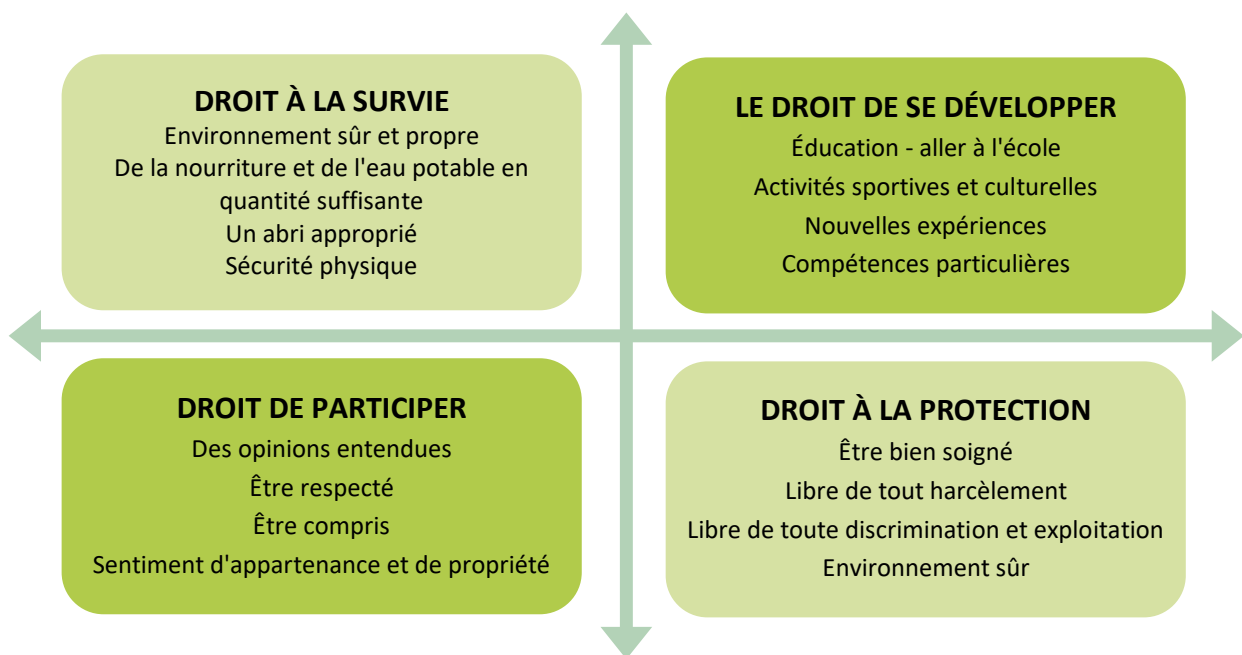 DROIT À LA SURVIE
Environnement sûr et propre
De la nourriture et de l'eau potable en
quantité suffisante
Un abri approprié
Sécurité physique
LE DROIT DE SE DÉVELOPPER
Éducation - aller à l'école
Activités sportives et culturelles
Nouvelles expériences
Compétences particulières
DROIT DE PARTICIPER
Des opinions entendues
Être respecté
Être compris
Sentiment d'appartenance et de propriété
DROIT À LA PROTECTION
Être bien soigné
Libre de tout harcèlement
Libre de toute discrimination et exploitation
Environnement sûr